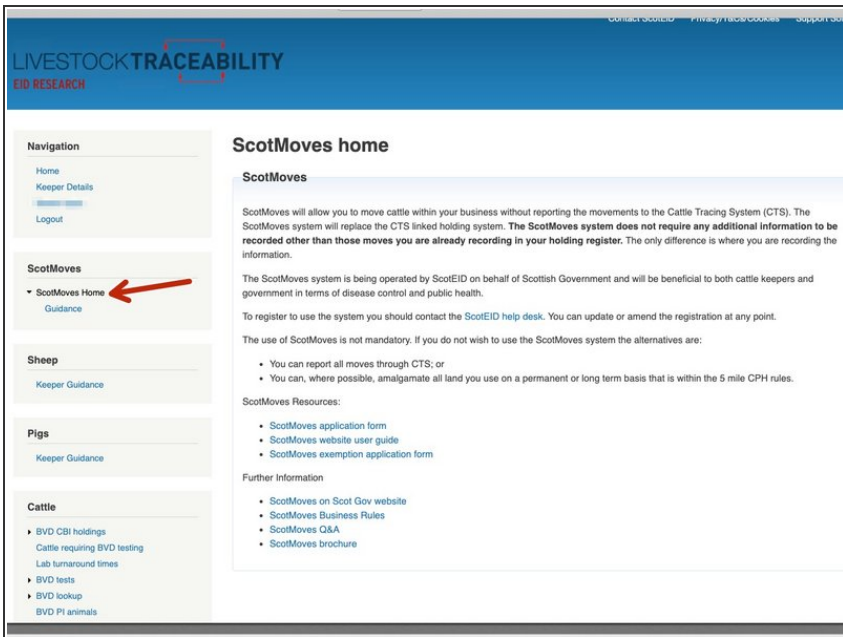 Contact ScotEID Privacy/T&Cs/Cookies Support
LIVESTOCKTRACEABILITY
EID RESEARCH
Navigation
Home
Keeper Details
Logout
ScotMoves
ScotMoves Home
Guidance
Sheep
Keeper Guidance
Pigs
Keeper Guidance
Cattle
BVD CBI holdings
Cattle requiring BVD testing
Lab turnaround times
BVD tests
BVD lookup
BVD PI animals
ScotMoves home
ScotMoves
ScotMoves will allow you to move cattle within your business without reporting the movements to the Cattle Tracing System (CTS). The
ScotMoves system will replace the CTS linked holding system. The ScotMoves system does not require any additional information to be
recorded other than those moves you are already recording in your holding register. The only difference is where you are recording the
information.
The ScotMoves system is being operated by ScotEID on behalf of Scottish Government and will be beneficial to both cattle keepers and
government in terms of disease control and public health.
To register to use the system you should contact the ScotEID help desk. You can update or amend the registration at any point.
The use of ScotMoves is not mandatory. If you do not wish to use the ScotMoves system the alternatives are:
• You can report all moves through CTS; or
• You can, where possible, amalgamate all land you use on a permanent or long term basis that is within the 5 mile CPH rules.
ScotMoves Resources:
• ScotMoves application form
• ScotMoves website user guide
• ScotMoves exemption application form
Further Information
• ScotMoves on Scot Gov website
• ScotMoves Business Rules
• ScotMoves Q&A
• ScotMoves brochure